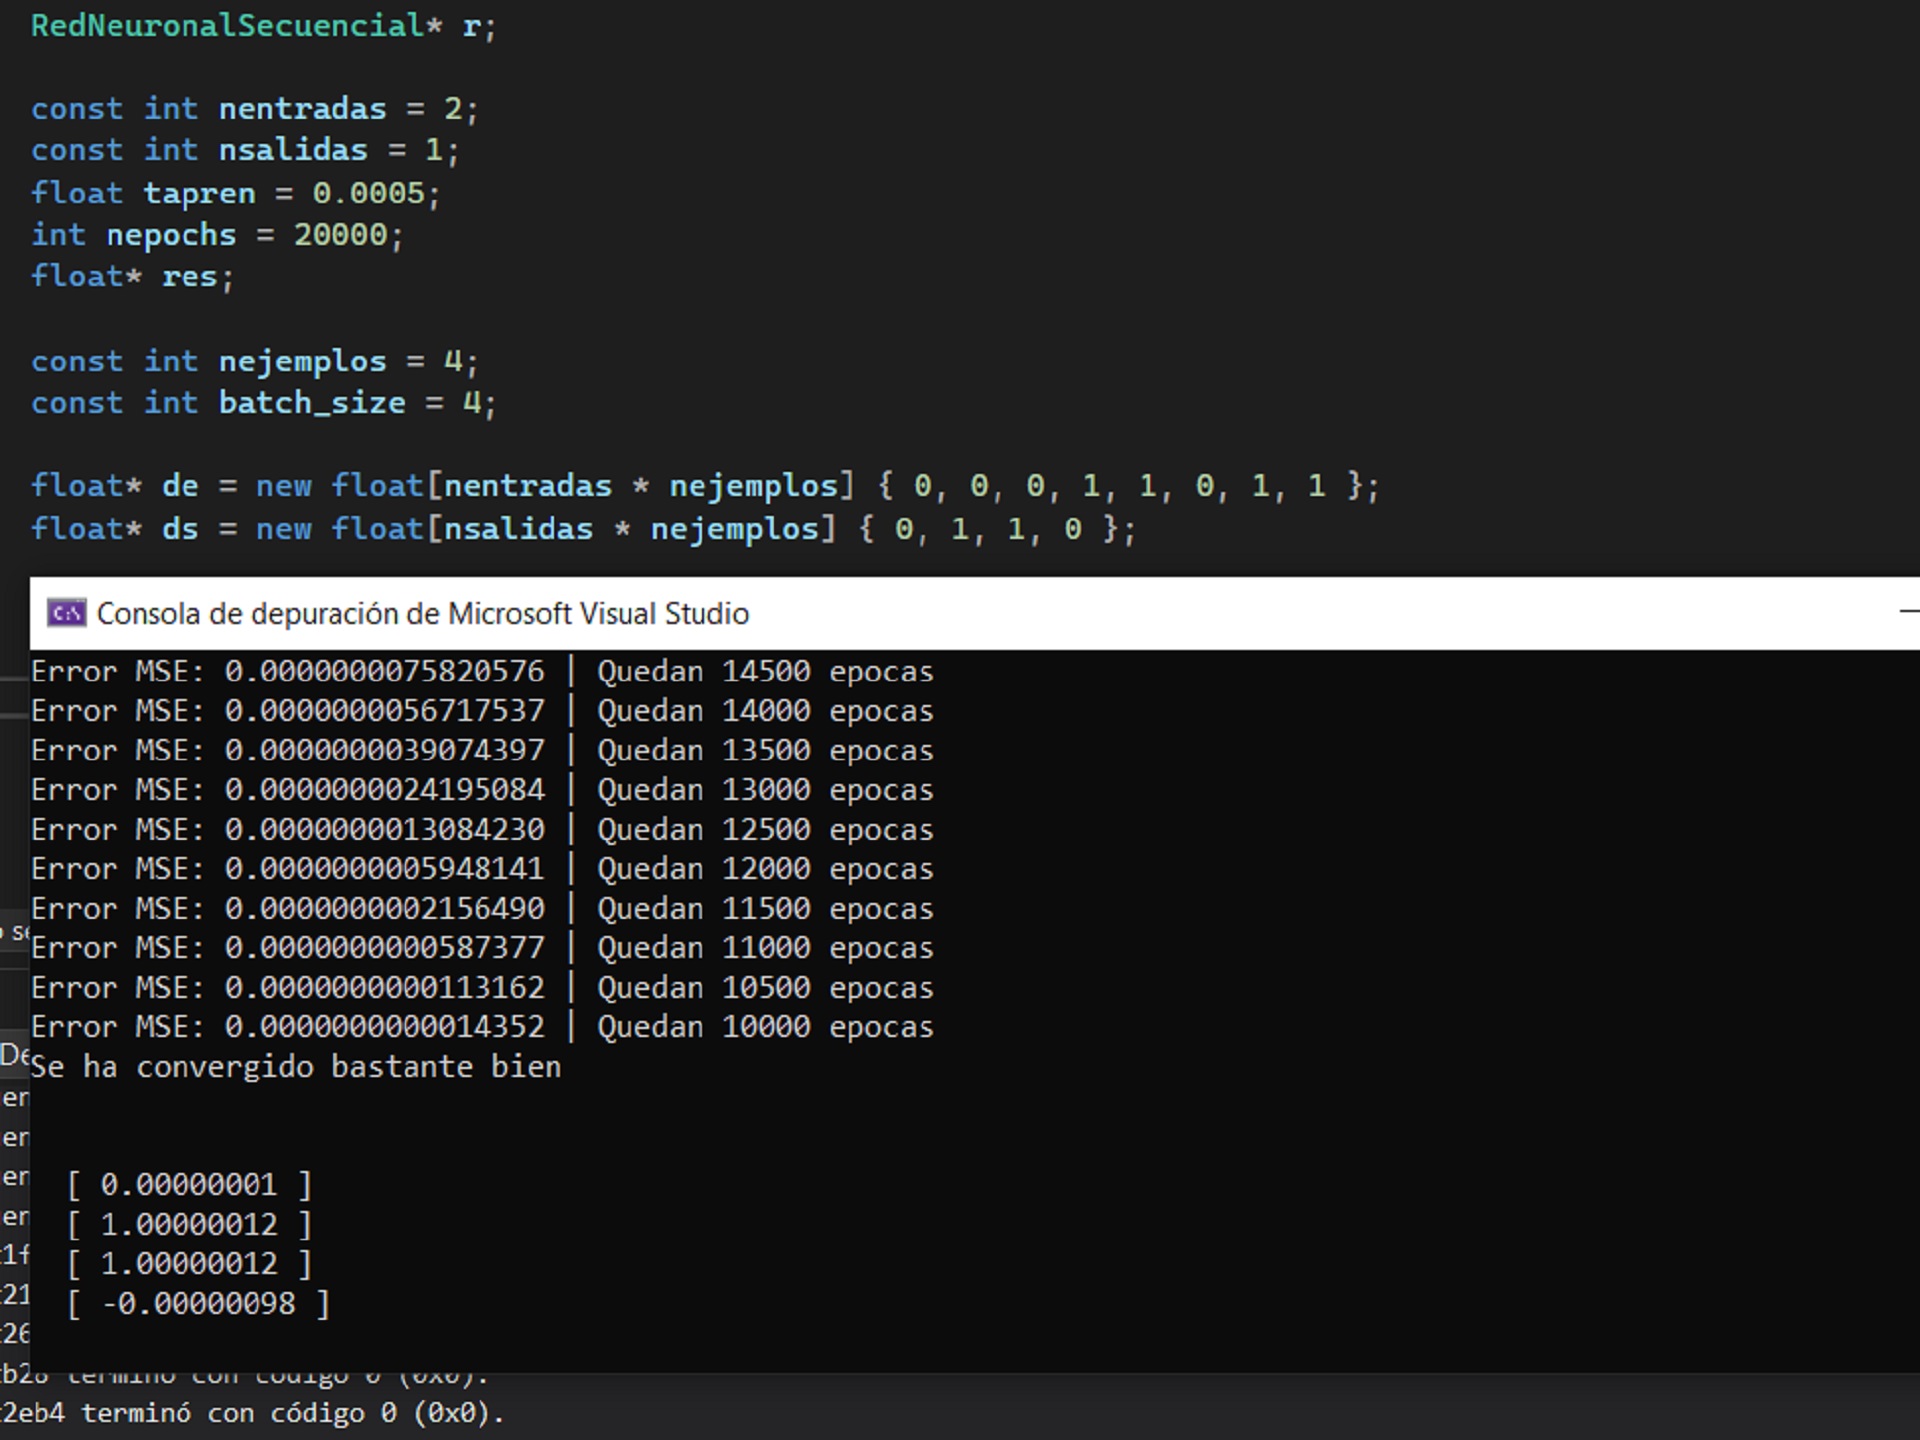 RedNeuronalSecuencial* r;
const int nentradas = 2;
const int nsalidas = 1;
float tapren = 0.0005;
int nepochs = 20000;
float* res;
const int nejemplos = 4;
const int batch_size = 4;
float* de = new float[nentradas * nejemplos] { 0, 0, 0, 1, 1, 0, 1, 1 };
float* ds = new float[nsalidas * nejemplos] { 0, 1, 1, 0 };
C:\ Consola de depuración de Microsoft Visual Studio
Error MSE: 0.0000000075820576 | Quedan 14500 epocas
Error MSE: 0.0000000056717537 | Quedan 14000 epocas
Error MSE: 0.0000000039074397 | Quedan 13500 epocas
Error MSE: 0.0000000024195084 | Quedan 13000 epocas
Error MSE: 0.0000000013084230 | Quedan 12500 epocas
Error MSE: 0.0000000005948141 | Quedan 12000 epocas
Error MSE: 0.0000000002156490 | Quedan 11500 epocas
Error MSE: 0.0000000000587377 | Quedan 11000 epocas
Error MSE: 0.0000000000113162 | Quedan 10500 epocas
Error MSE: 0.0000000000014352 | Quedan 10000 epocas
Se ha convergido bastante bien
[ 0.00000001 ]
[ 1.00000012 ]
[ 1.00000012 ]
[ -0.00000098 ]
terminó con código 0 (0x0).
2eb4 terminó con código 0 (0x0).